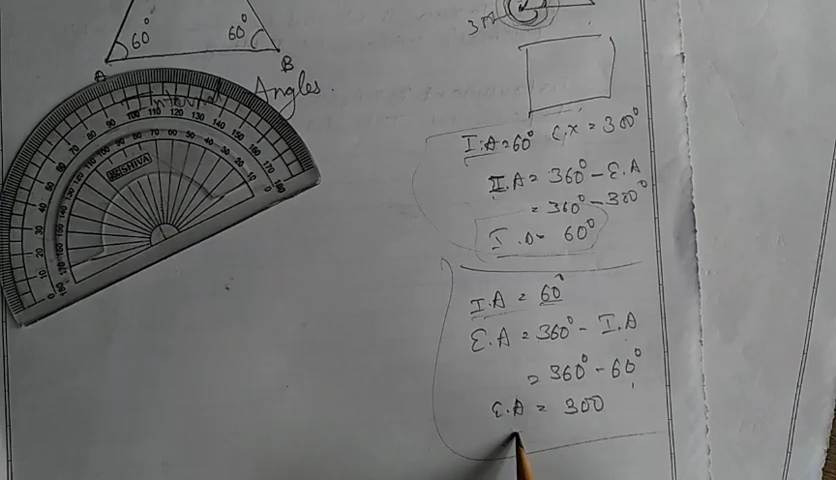 60° 60°
A B
Angles.
SHIVA
I.A = 60° E.X = 300°
I.A = 360° - E.A
= 360° - 300°
I.A = 60°
I.A = 60°
E.A = 360° - I.A
= 360° - 60°
E.A = 300